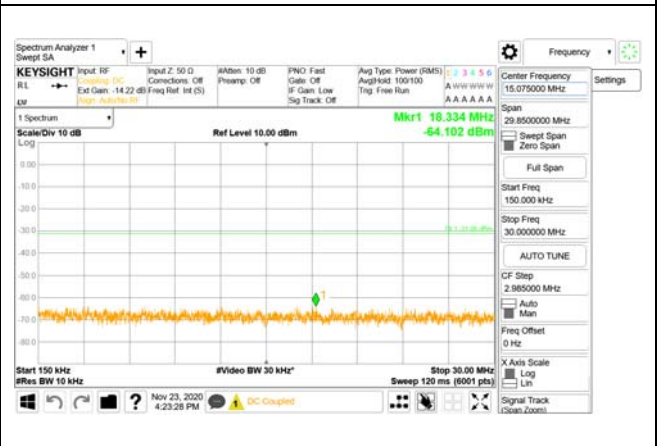 Spectrum Analyzer 1
Swept SA
Frequency
KEYSIGHT
RL
Input: RF
Coupling: DC
Ext Gain: -14.22 dB
Align: Auto/No RF
Input Z: 50 Ω
Corrections: Off
Freq Ref: Int (S)
#Atten: 10 dB
Preamp: Off
PNO: Fast
Gate: Off
IF Gain: Low
Sig Track: Off
Avg Type: Power (RMS)
Avg|Hold: 100/100
Trig: Free Run
1 2 3 4 5 6
A W W W W W
A A A A A A
1 Spectrum
Scale/Div 10 dB
Ref Level 10.00 dBm
Mkr1 18.334 MHz
-64.102 dBm
Log
0.00
-10.0
-20.0
-30.0
-40.0
-50.0
-60.0
-70.0
-80.0
1
Start 150 kHz
#Res BW 10 kHz
#Video BW 30 kHz*
Stop 30.00 MHz
Sweep 120 ms (6001 pts)
Nov 23, 2020
4:23:28 PM
DC Coupled
Center Frequency
15.075000 MHz
Settings
Span
29.8500000 MHz
Swept Span
Zero Span
Full Span
Start Freq
150.000 kHz
Stop Freq
30.000000 MHz
AUTO TUNE
CF Step
2.985000 MHz
Auto
Man
Freq Offset
0 Hz
X Axis Scale
Log
Lin
Signal Track
(Span Zoom)